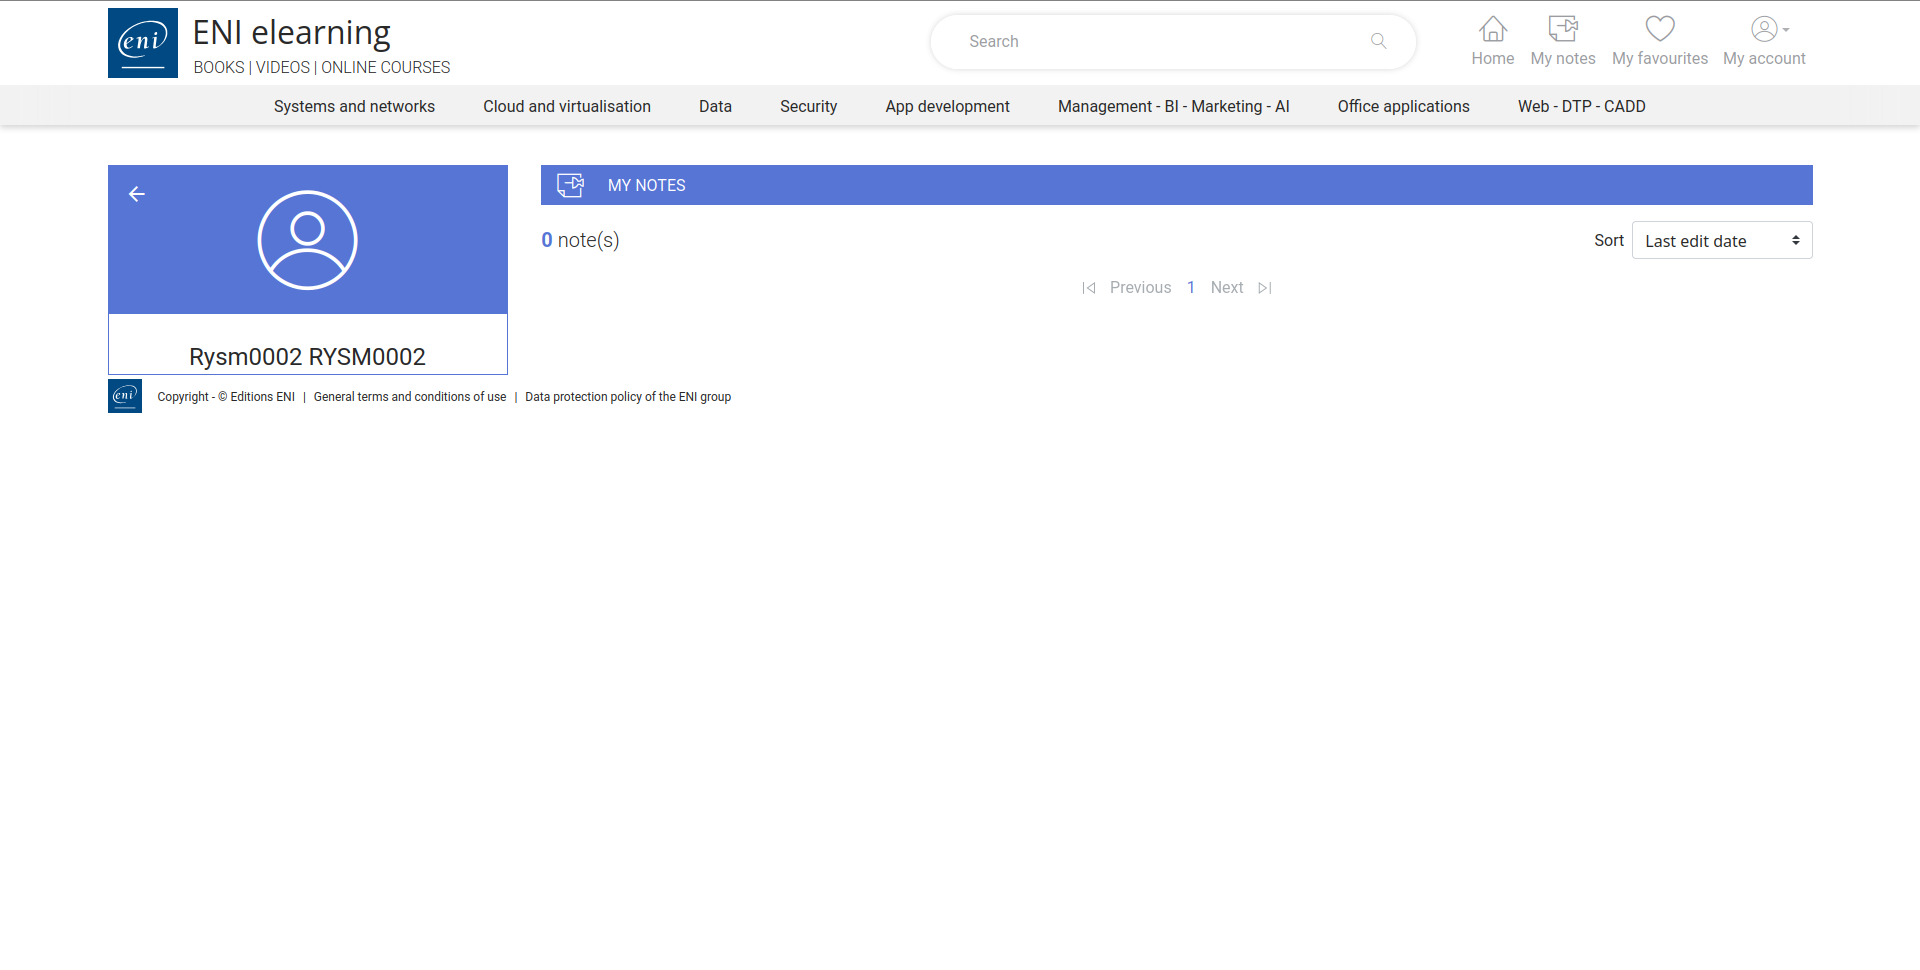 eni
ENI elearning
BOOKS | VIDEOS | ONLINE COURSES
Search
Home
My notes
My favourites
My account
Systems and networks
Cloud and virtualisation
Data
Security
App development
Management - BI - Marketing - AI
Office applications
Web - DTP - CADD
MY NOTES
0 note(s)
Sort
Last edit date
Previous 1 Next
Rysm0002 RYSM0002
eni
Copyright - © Editions ENI | General terms and conditions of use | Data protection policy of the ENI group